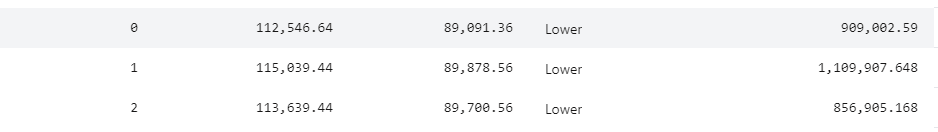 0 112,546.64 89,091.36 Lower 909,002.59
1 115,039.44 89,878.56 Lower 1,109,907.648
2 113,639.44 89,700.56 Lower 856,905.168